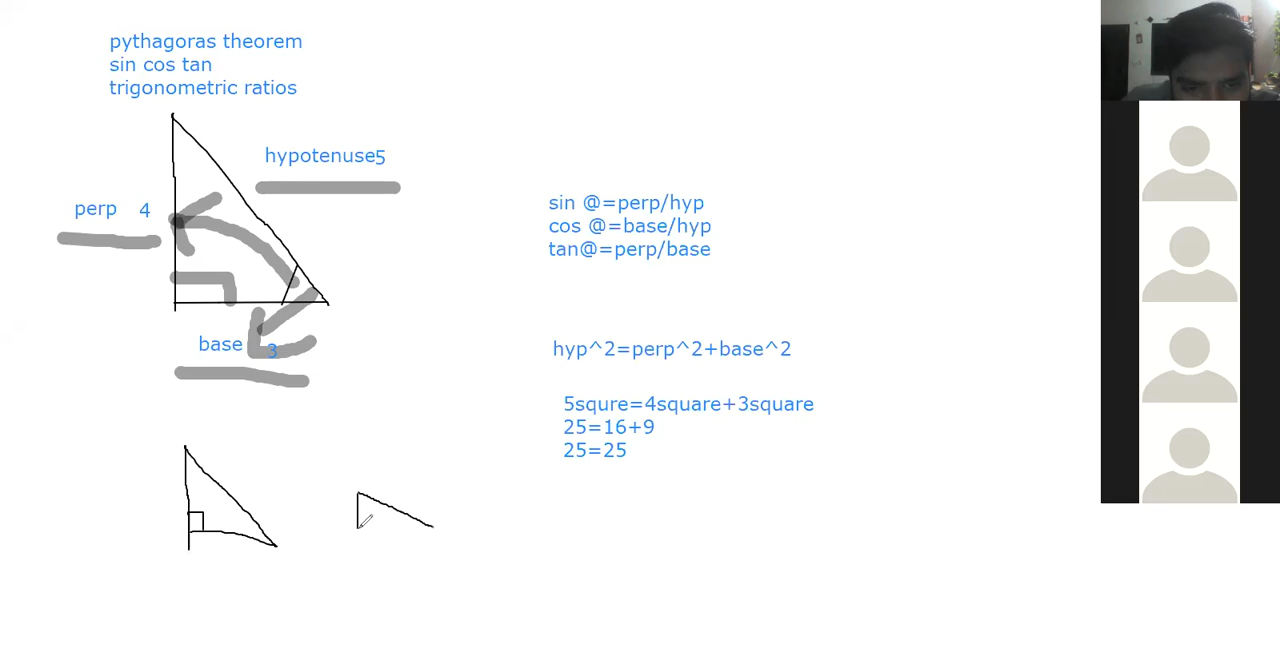 pythagoras theorem
sin cos tan
trigonometric ratios
hypotenuse5
perp 4
base 3
sin @=perp/hyp
cos @=base/hyp
tan@=perp/base
hyp^2=perp^2+base^2
5squre=4square+3square
25=16+9
25=25